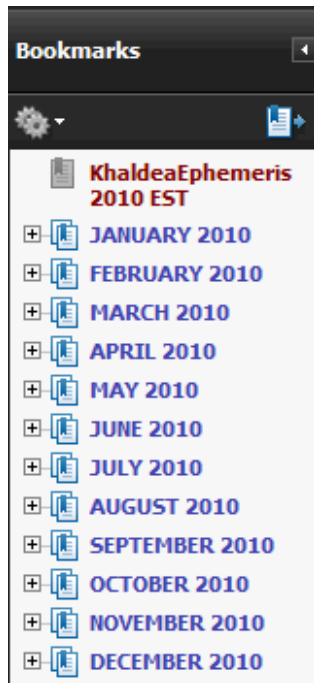 Bookmarks
KhaldeaEphemeris
2010 EST
JANUARY 2010
FEBRUARY 2010
MARCH 2010
APRIL 2010
MAY 2010
JUNE 2010
JULY 2010
AUGUST 2010
SEPTEMBER 2010
OCTOBER 2010
NOVEMBER 2010
DECEMBER 2010